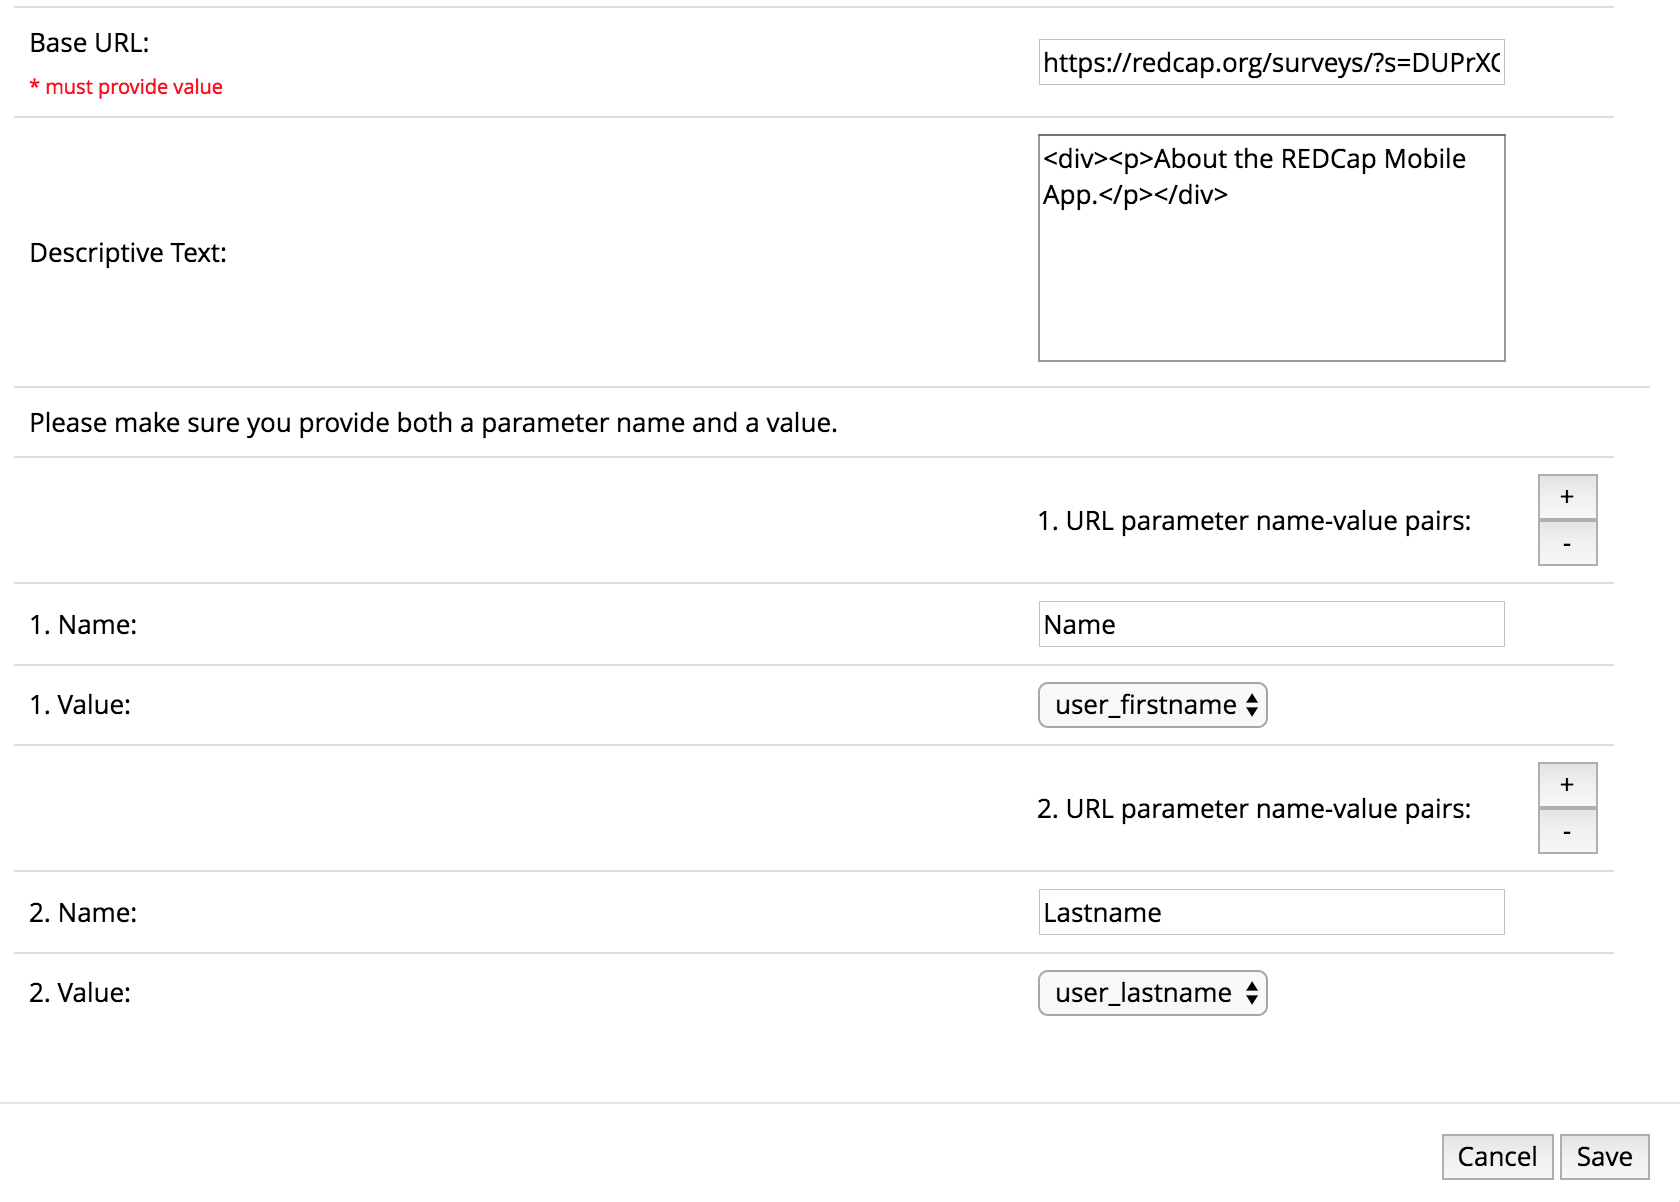 Base URL:
* must provide value
https://redcap.org/surveys/?s=DUPrX
Descriptive Text:
<div><p>About the REDCap Mobile
App.</p></div>
Please make sure you provide both a parameter name and a value.
1. URL parameter name-value pairs:
+
-
1. Name:
Name
1. Value:
user_firstname
2. URL parameter name-value pairs:
+
-
2. Name:
Lastname
2. Value:
user_lastname
Cancel
Save